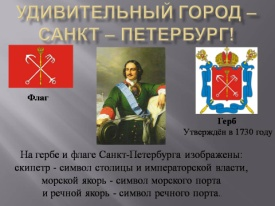 УДИВИТЕЛЬНЫЙ ГОРОД –
САНКТ – ПЕТЕРБУРГ!
Флаг
Герб
Утверждён в 1730 году
На гербе и флаге Санкт-Петербурга изображены:
скипетр - символ столицы и императорской власти,
морской якорь - символ морского порта
и речной якорь - символ речного порта.